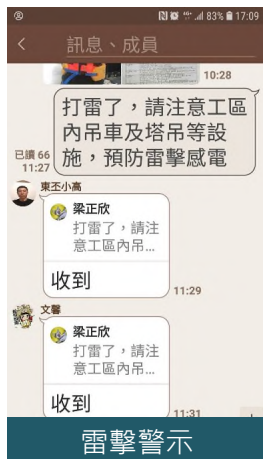 83% 17:09
訊息、成員
10:28
打雷了，請注意工區
內吊車及塔吊等設
施，預防雷擊感電
已讀 66
11:27
東丕小高
梁正欣
打雷了，請注
意工區內吊...
收到
11:29
文馨
梁正欣
打雷了，請注
意工區內吊...
收到
11:31
雷擊警示